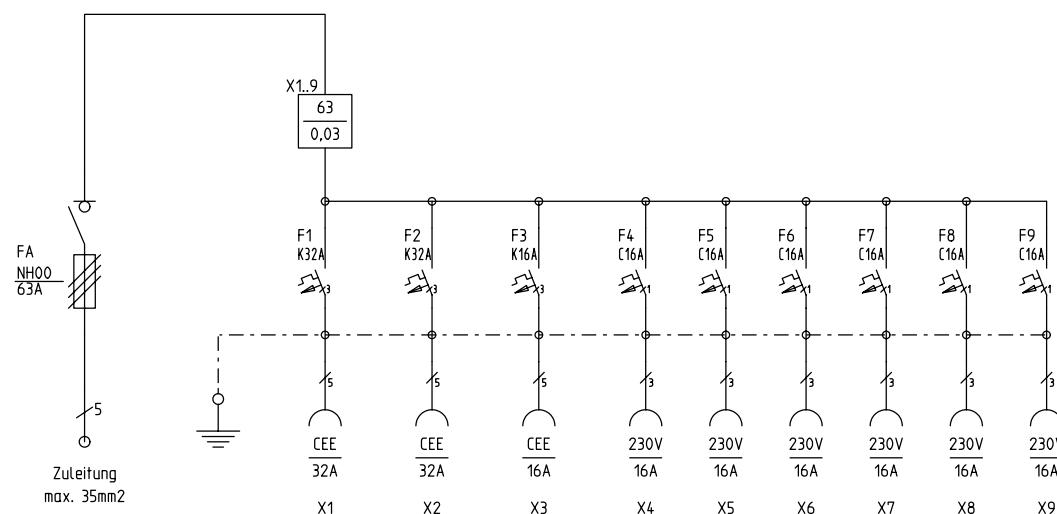 X1..9
63
0,03
F1 F2 F3 F4 F5 F6 F7 F8 F9
K32A K32A K16A C16A C16A C16A C16A C16A C16A
FA
NH00
63A
3 3 3 1 1 1 1 1 1
5 5 5 3 3 3 3 3 3
5
CEE CEE CEE 230V 230V 230V 230V 230V
32A 32A 16A 16A 16A 16A 16A 16A 16A
Zuleitung
max. 35mm2
X1 X2 X3 X4 X5 X6 X7 X8 X9